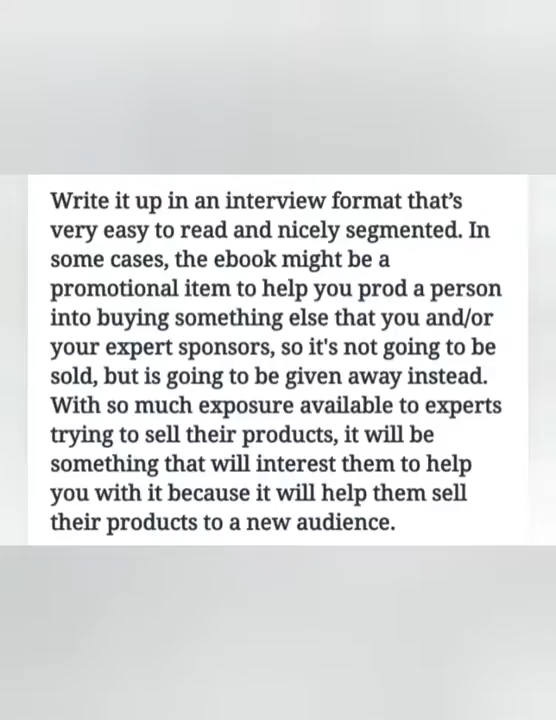 Write it up in an interview format that’s
very easy to read and nicely segmented. In
some cases, the ebook might be a
promotional item to help you prod a person
into buying something else that you and/or
your expert sponsors, so it's not going to be
sold, but is going to be given away instead.
With so much exposure available to experts
trying to sell their products, it will be
something that will interest them to help
you with it because it will help them sell
their products to a new audience.